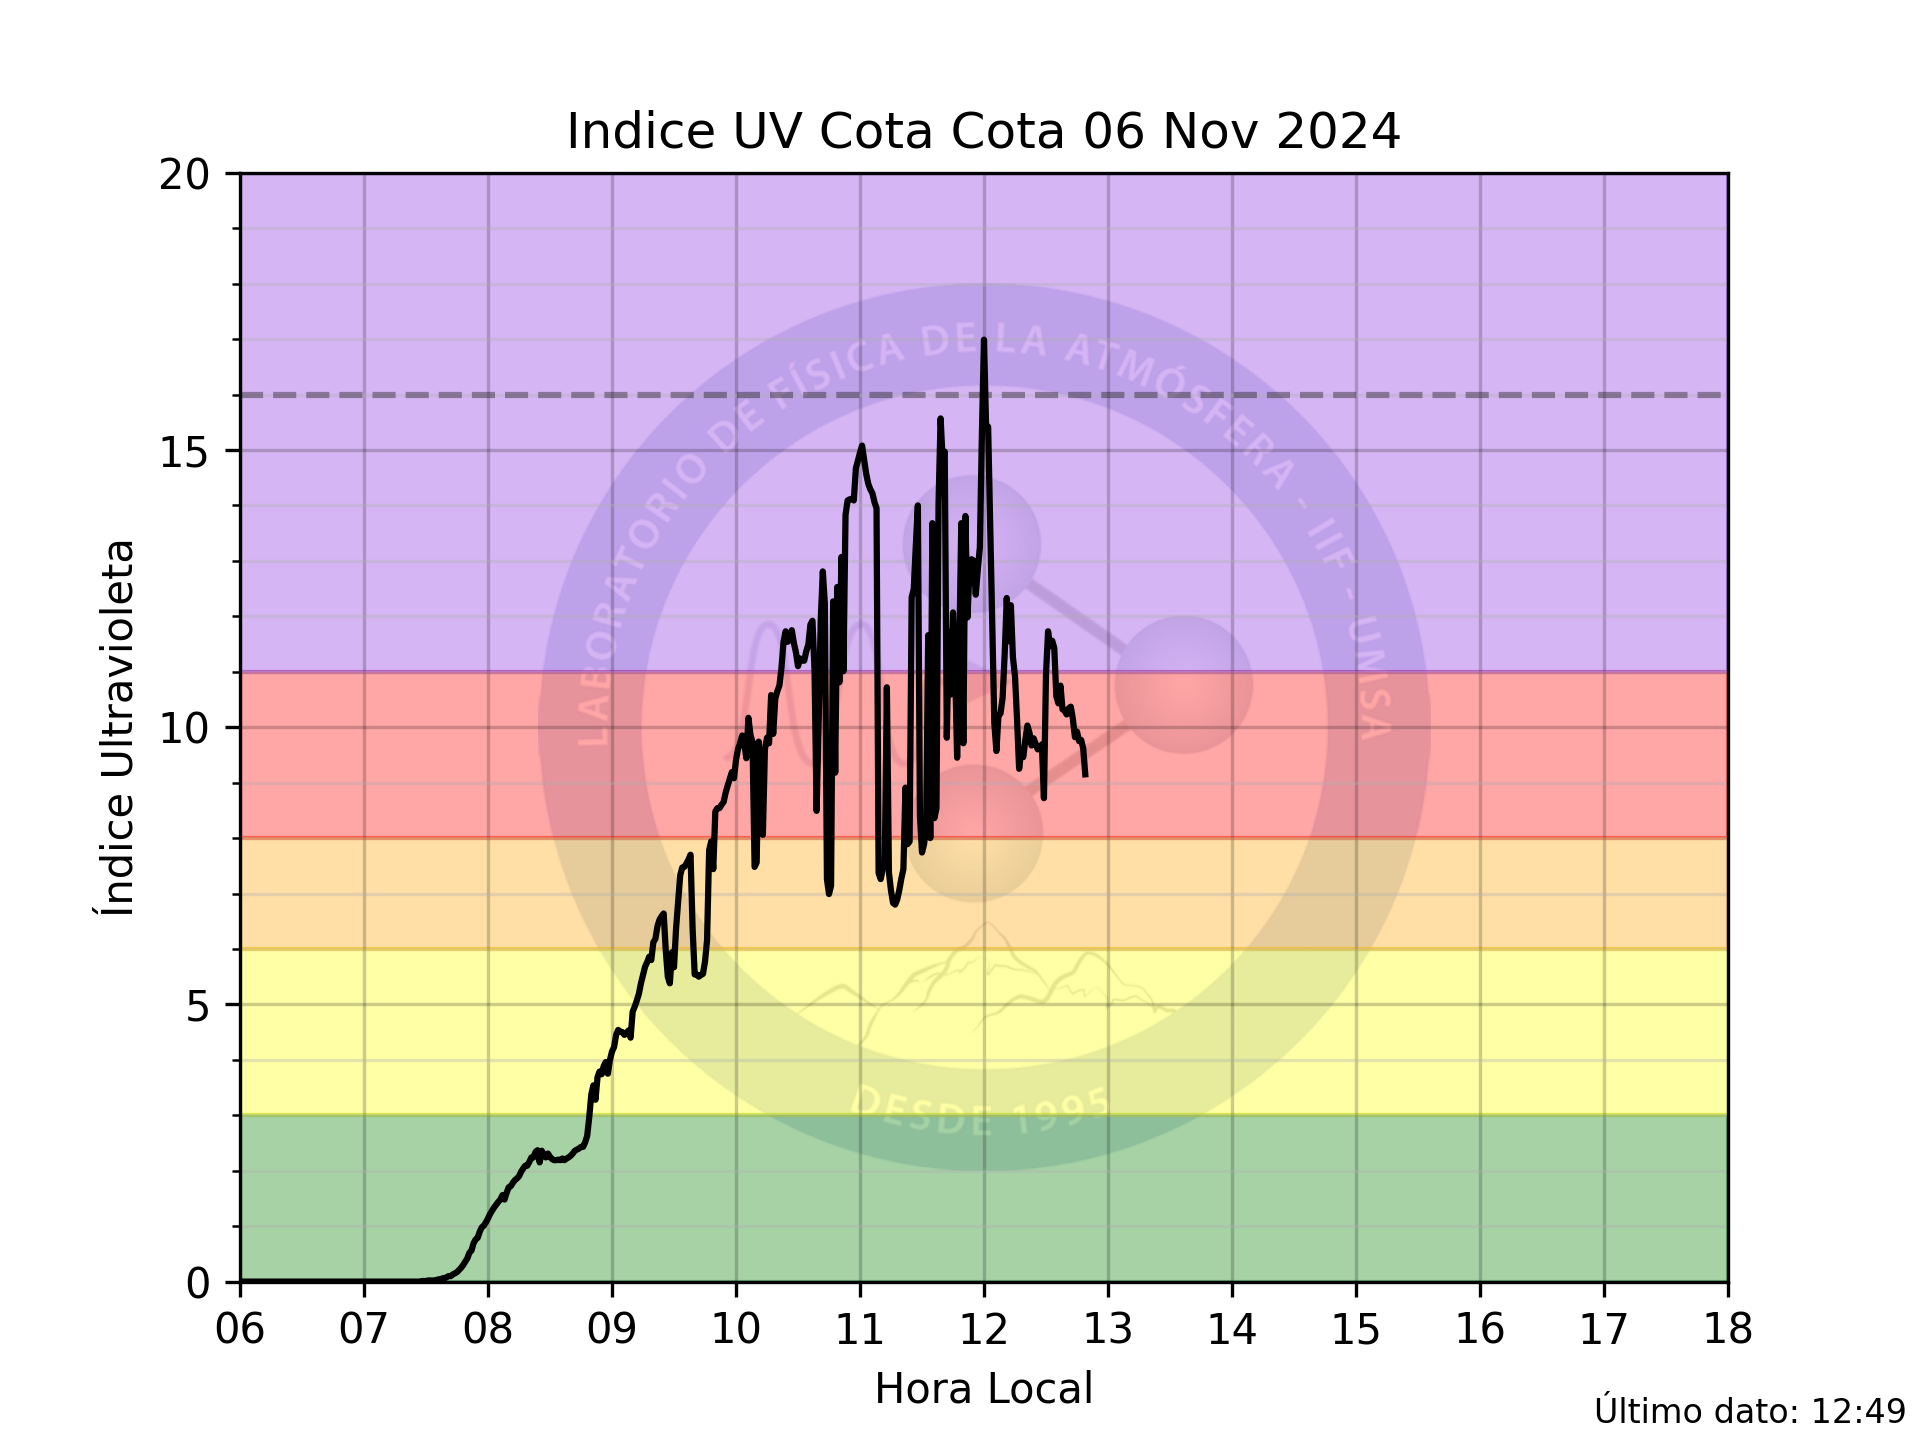 Indice UV Cota Cota 06 Nov 2024
20
15
10
5
0
Índice Ultravioleta
LABORATORIO DE FÍSICA DE LA ATMÓSFERA - IIF - UMSA
DESDE 1995
06 07 08 09 10 11 12 13 14 15 16 17 18
Hora Local
Último dato: 12:49